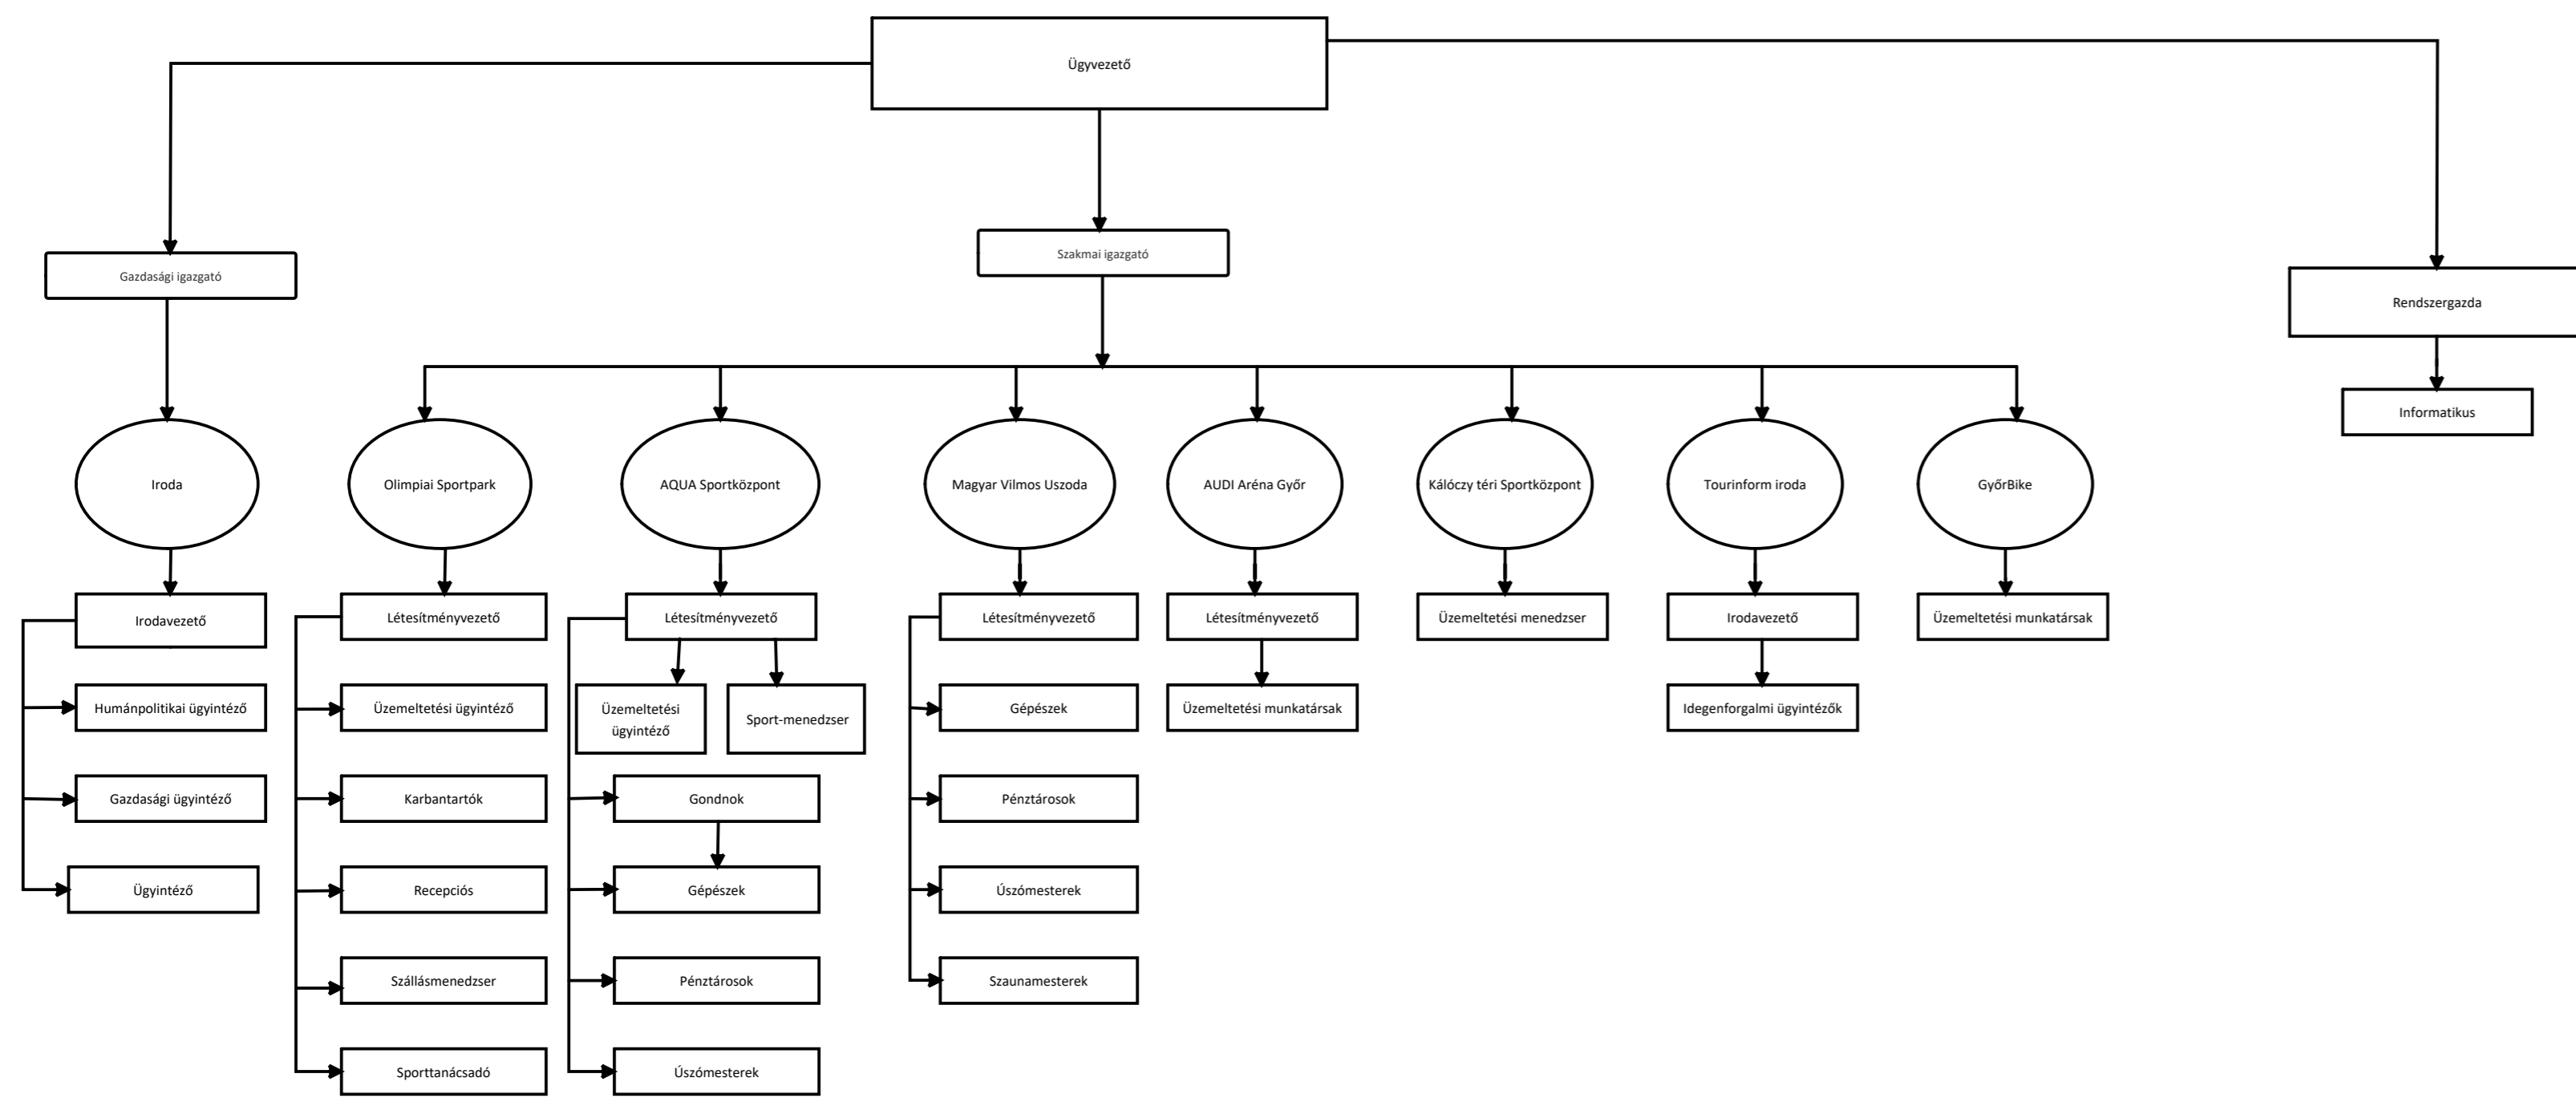 Ügyvezető
Szakmai igazgató
Gazdasági igazgató
Rendszergazda
Informatikus
Iroda
Olimpiai Sportpark
AQUA Sportközpont
Magyar Vilmos Uszoda
AUDI Aréna Győr
Kálóczy téri Sportközpont
Tourinform iroda
GyőrBike
Irodavezető
Létesítményvezető
Létesítményvezető
Létesítményvezető
Létesítményvezető
Üzemeltetési menedzser
Irodavezető
Üzemeltetési munkatársak
Humánpolitikai ügyintéző
Üzemeltetési ügyintéző
Üzemeltetési
ügyintéző
Sport-menedzser
Gépészek
Üzemeltetési munkatársak
Idegenforgalmi ügyintézők
Gazdasági ügyintéző
Karbantartók
Gondnok
Pénztárosok
Ügyintéző
Recepciós
Gépészek
Úszómesterek
Szállásmenedzser
Pénztárosok
Szaunamesterek
Sporttanácsadó
Úszómesterek